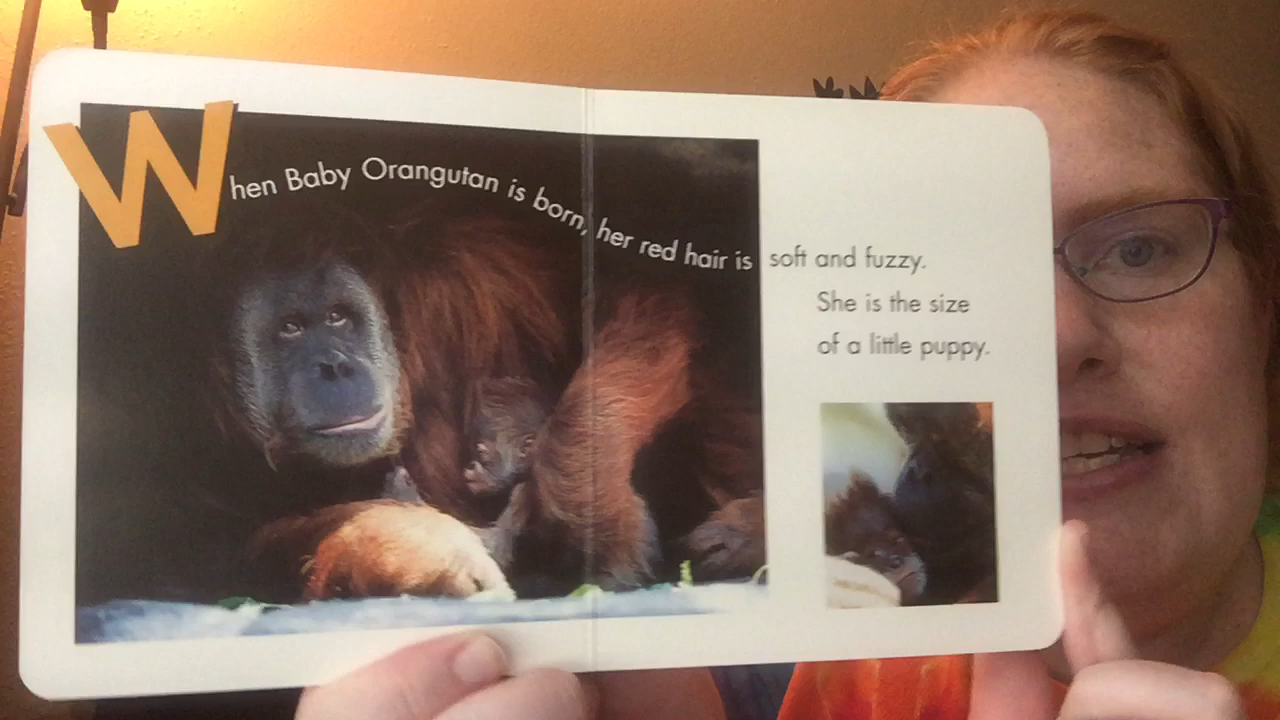 When Baby Orangutan is born, her red hair is soft and fuzzy.
She is the size
of a little puppy.